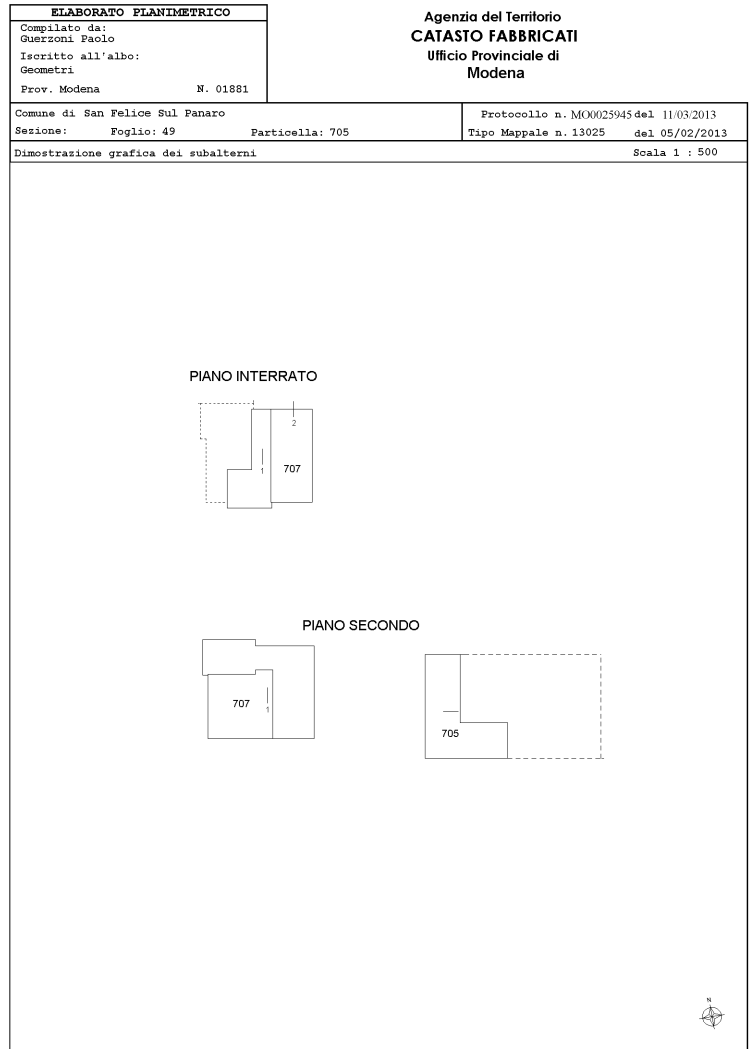 ELABORATO PLANIMETRICO
Compilato da:
Guerzoni Paolo
Iscritto all'albo:
Geometri
Prov. Modena N. 01881
Agenzia del Territorio
CATASTO FABBRICATI
Ufficio Provinciale di
Modena
Comune di San Felice Sul Panaro
Protocollo n. MO0025945 del 11/03/2013
Sezione: Foglio: 49 Particella: 705
Tipo Mappale n. 13025 del 05/02/2013
Dimostrazione grafica dei subalterni
Scala 1 : 500
PIANO INTERRATO
2
1
707
PIANO SECONDO
707
1
705
N